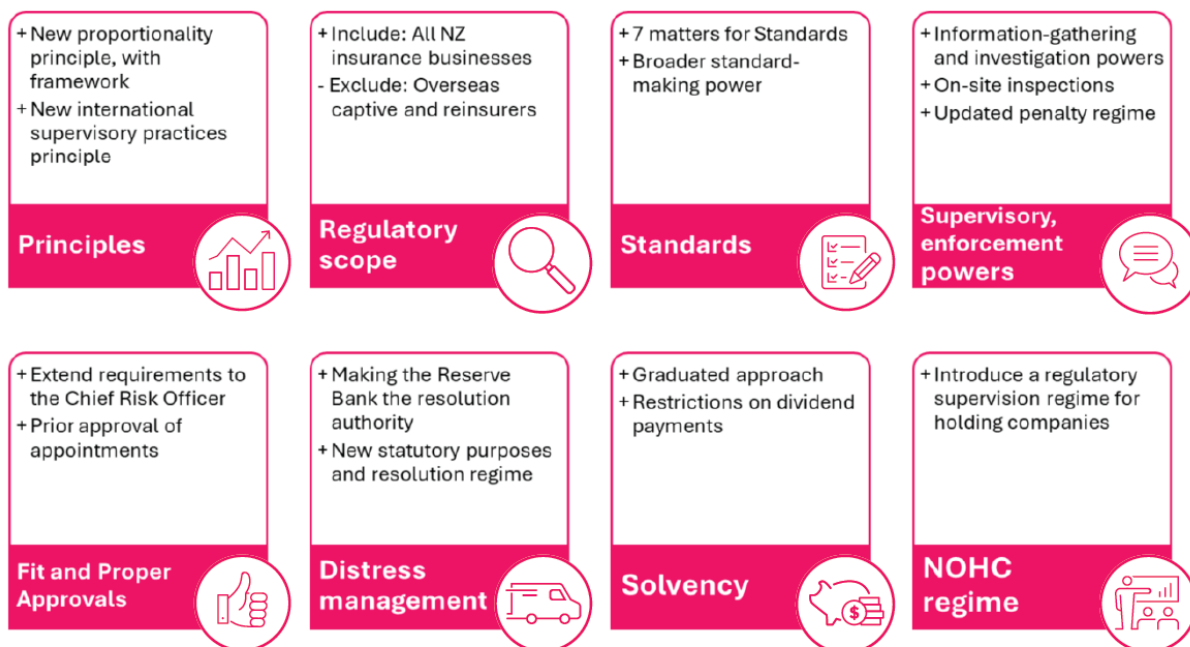 + New proportionality
principle, with
framework
+ New international
supervisory practices
principle
Principles
+ Include: All NZ
insurance businesses
- Exclude: Overseas
captive and reinsurers
Regulatory
scope
+ 7 matters for Standards
+ Broader standard-
making power
Standards
+ Information-gathering
and investigation powers
+ On-site inspections
+ Updated penalty regime
Supervisory,
enforcement
powers
+ Extend requirements to
the Chief Risk Officer
+ Prior approval of
appointments
Fit and Proper
Approvals
+ Making the Reserve
Bank the resolution
authority
+ New statutory purposes
and resolution regime
Distress
management
+ Graduated approach
+ Restrictions on dividend
payments
Solvency
$
+ Introduce a regulatory
supervision regime for
holding companies
NOHC
regime